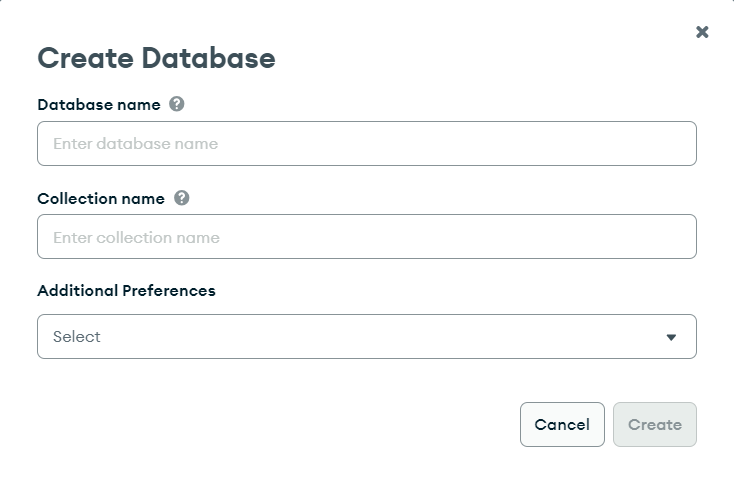 Create Database
Database name
Enter database name
Collection name
Enter collection name
Additional Preferences
Select
Cancel
Create